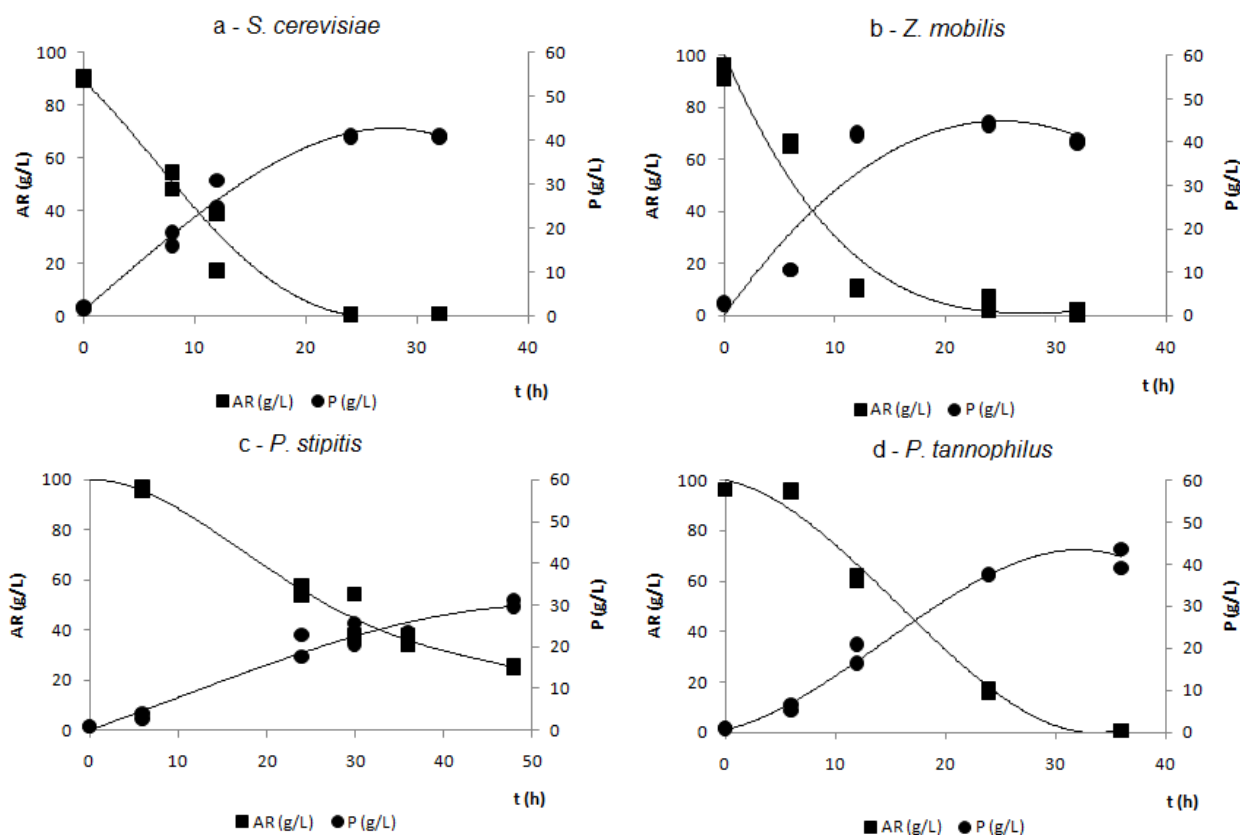 a - S. cerevisiae
100
80
60
40
20
0
AR (g/L)
60
50
40
30
20
10
0
P (g/L)
0 10 20 30 40
t (h)
AR (g/L) P (g/L)
b - Z. mobilis
100
80
60
40
20
0
AR (g/L)
60
50
40
30
20
10
0
P (g/L)
0 10 20 30 40
t (h)
AR (g/L) P (g/L)
c - P. stipitis
100
80
60
40
20
0
AR (g/L)
60
50
40
30
20
10
0
P (g/L)
0 10 20 30 40 50
t (h)
AR (g/L) P (g/L)
d - P. tannophilus
100
80
60
40
20
0
AR (g/L)
60
50
40
30
20
10
0
P (g/L)
0 10 20 30 40
t (h)
AR (g/L) P (g/L)